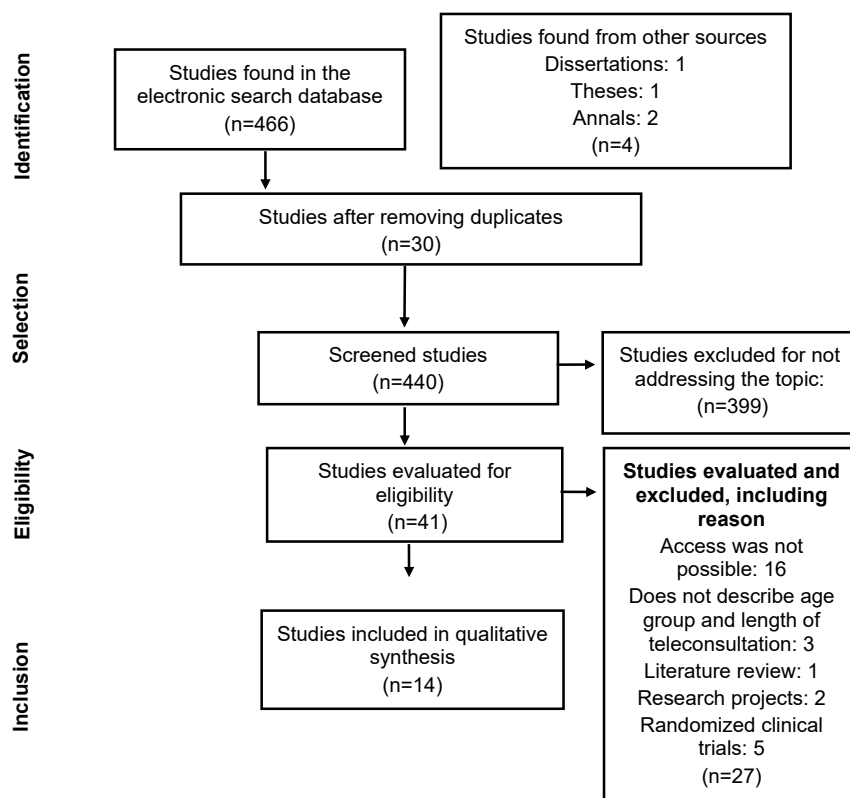 Identification
Studies found in the
electronic search database
(n=466)
Studies found from other sources
Dissertations: 1
Theses: 1
Annals: 2
(n=4)
Studies after removing duplicates
(n=30)
Selection
Screened studies
(n=440)
Studies excluded for not
addressing the topic:
(n=399)
Eligibility
Studies evaluated for
eligibility
(n=41)
Studies evaluated and
excluded, including
reason
Access was not
possible: 16
Does not describe age
group and length of
teleconsultation: 3
Literature review: 1
Research projects: 2
Randomized clinical
trials: 5
(n=27)
Inclusion
Studies included in qualitative
synthesis
(n=14)